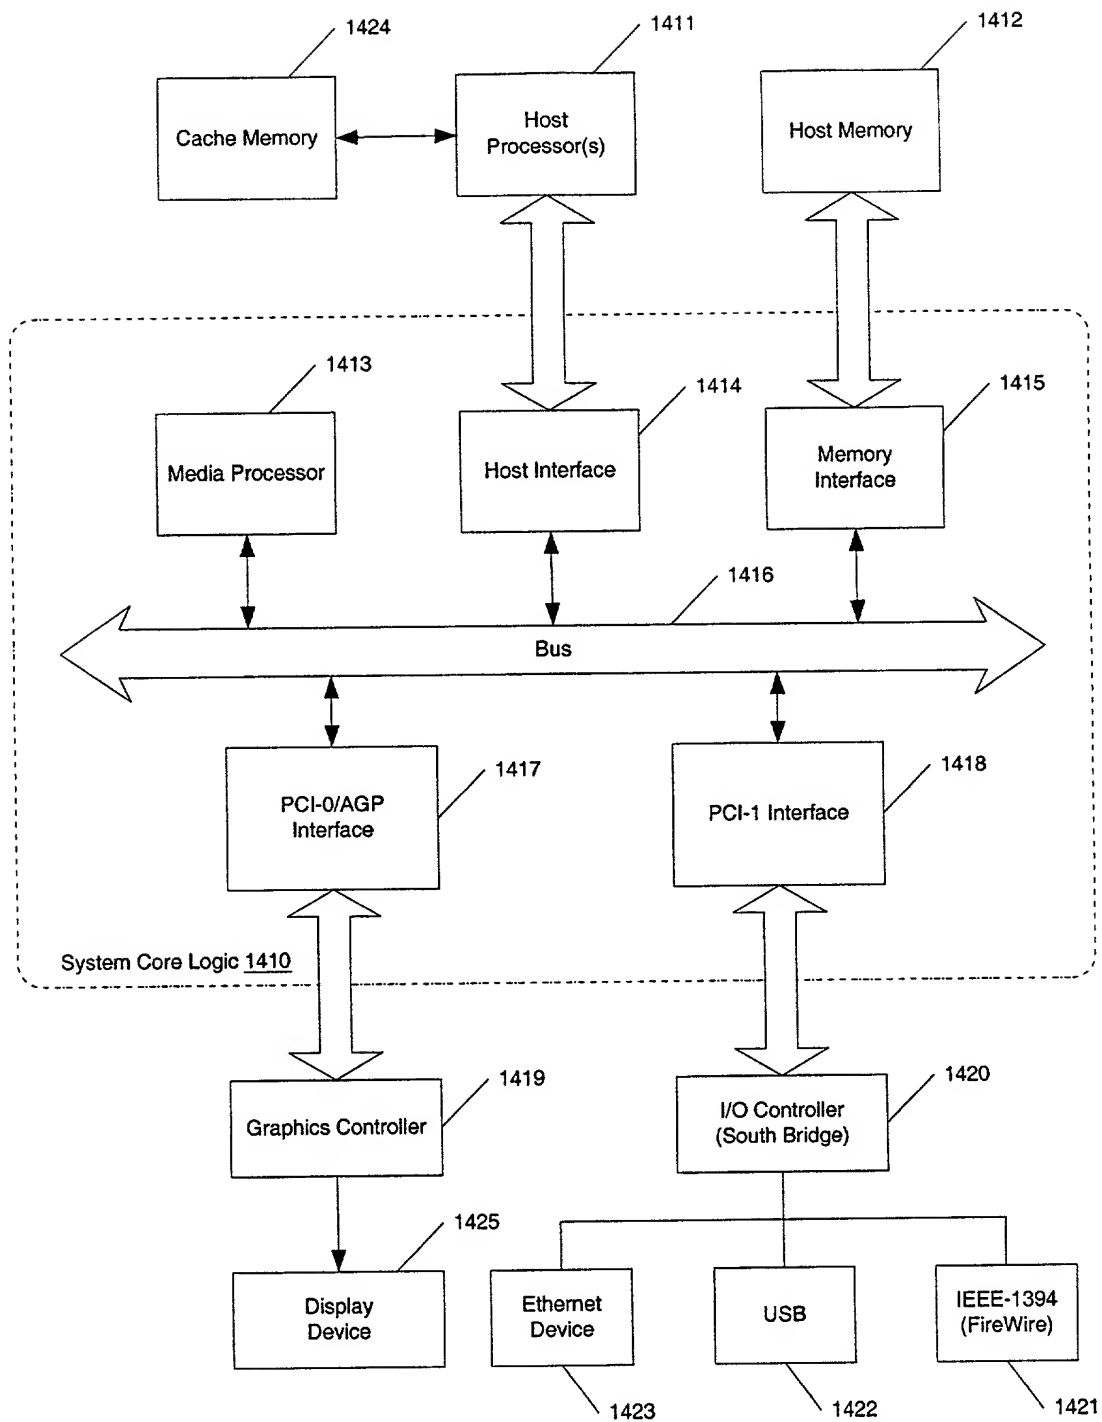 1424
1411
1412
Cache Memory
Host
Processor(s)
Host Memory
1413
1414
1415
Media Processor
Host Interface
Memory
Interface
1416
Bus
1417
1418
PCI-0/AGP
Interface
PCI-1 Interface
System Core Logic 1410
1419
1420
Graphics Controller
I/O Controller
(South Bridge)
1425
Display
Device
Ethernet
Device
USB
IEEE-1394
(FireWire)
1423
1422
1421